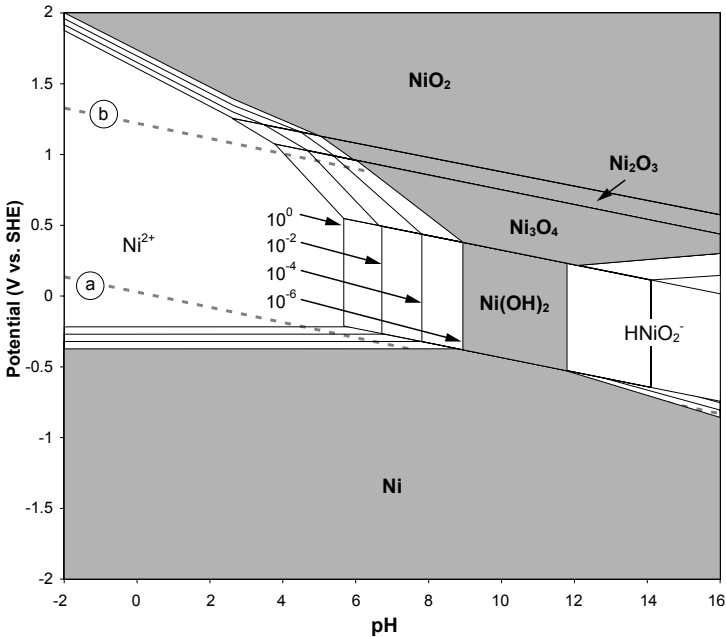 2
1.5
1
0.5
0
-0.5
-1
-1.5
-2
Potential (V vs. SHE)
NiO₂
b
Ni₂O₃
Ni₃O₄
10⁰
10⁻²
10⁻⁴
10⁻⁶
Ni²⁺
a
Ni(OH)₂
HNiO₂⁻
Ni
-2 0 2 4 6 8 10 12 14 16
pH